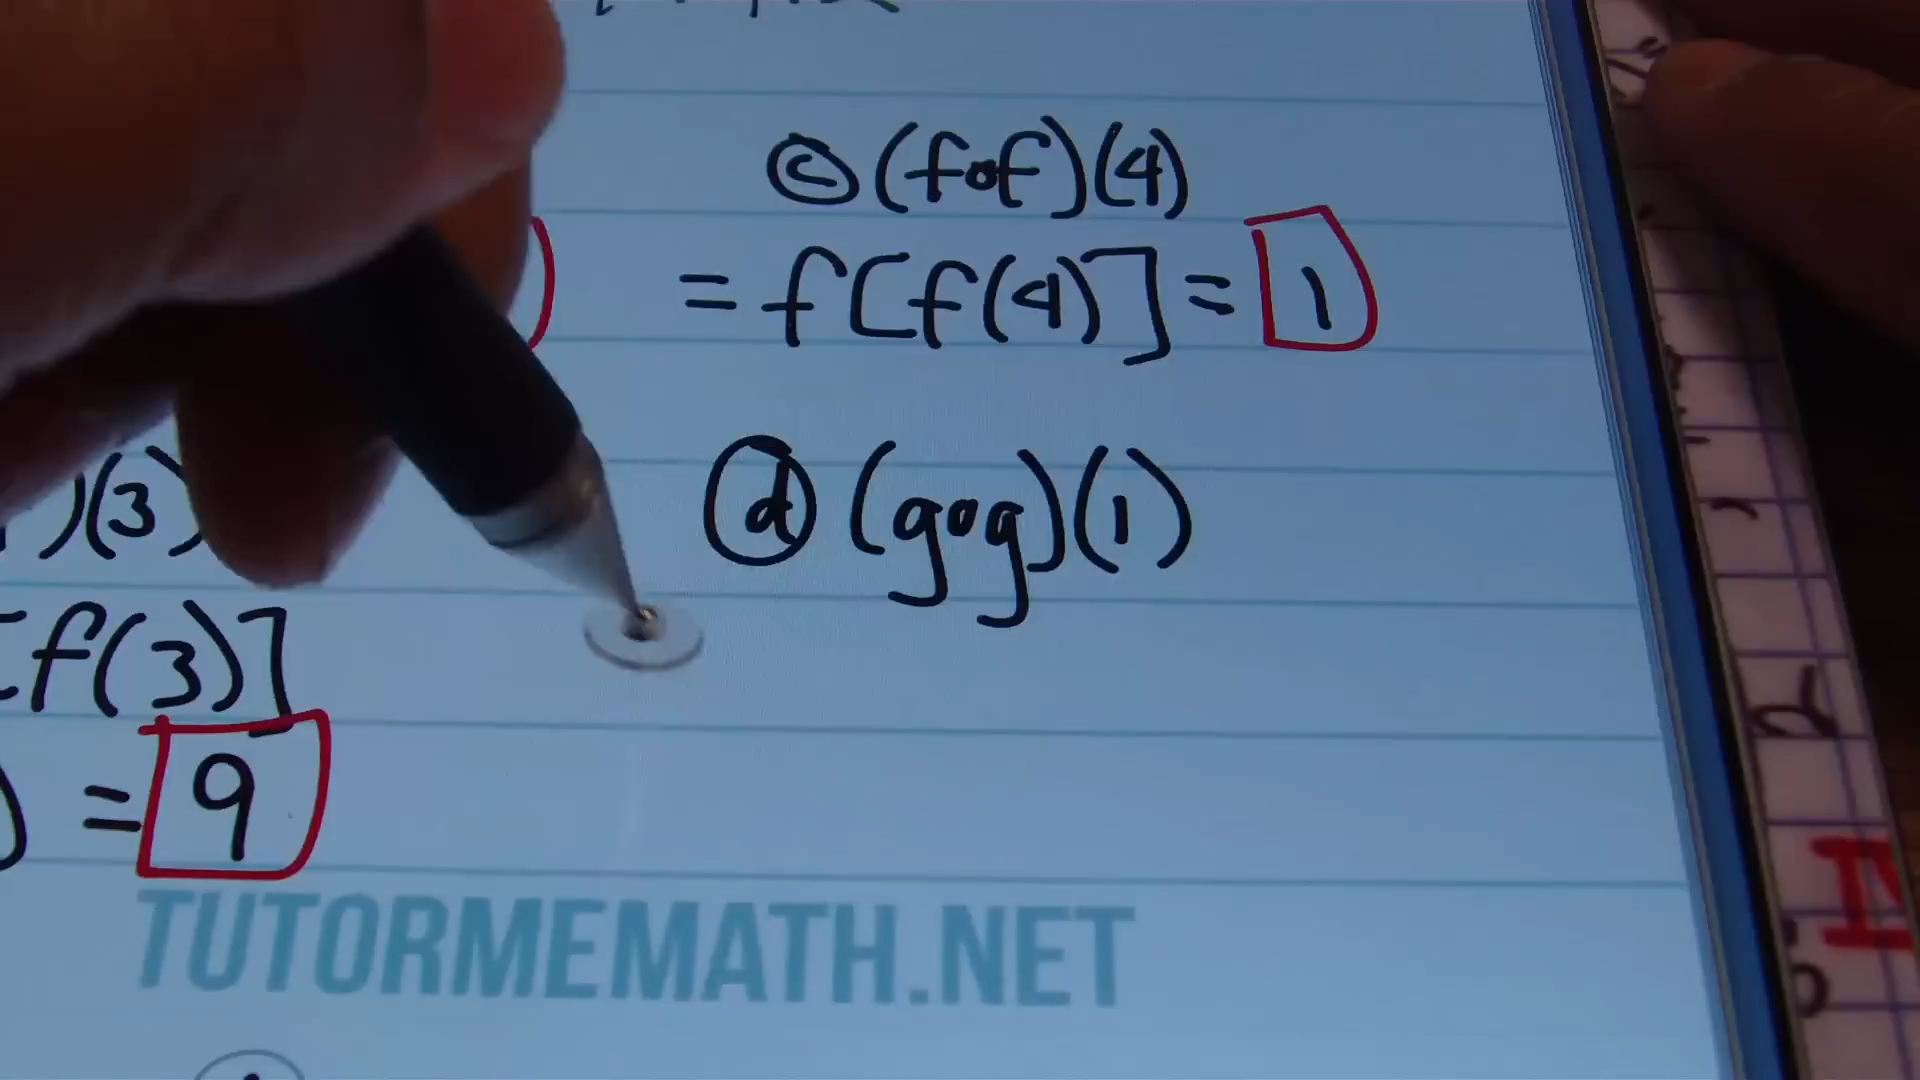 ⓒ (f∘f)(4)
= f[f(4)] = 1
ⓓ (g∘g)(1)
)(3)
[f(3)]
) = 9
TUTORMEMATH.NET